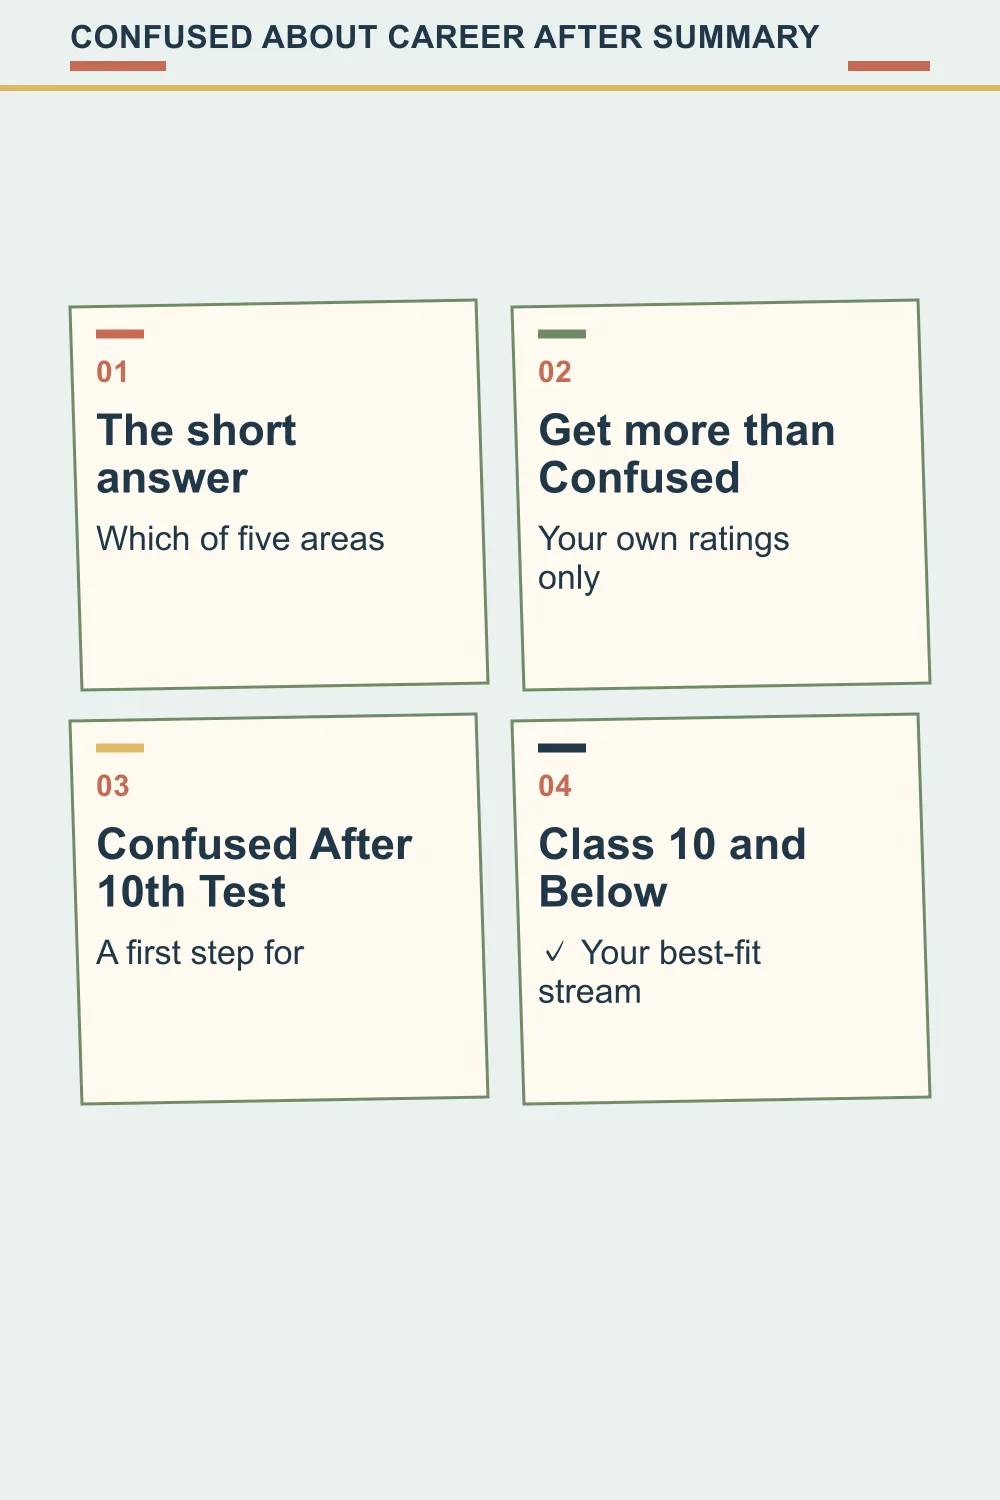 CONFUSED ABOUT CAREER AFTER SUMMARY
01
The short
answer
Which of five areas
02
Get more than
Confused
Your own ratings
only
03
Confused After
10th Test
A first step for
04
Class 10 and
Below
✓ Your best-fit
stream